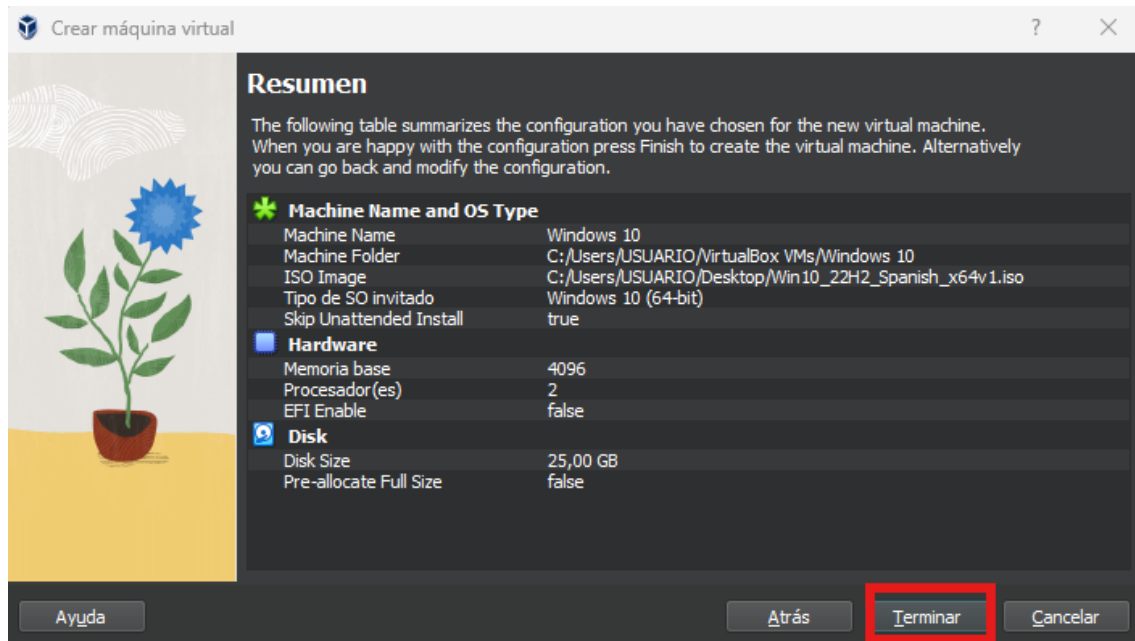 Crear máquina virtual
Resumen
The following table summarizes the configuration you have chosen for the new virtual machine.
When you are happy with the configuration press Finish to create the virtual machine. Alternatively
you can go back and modify the configuration.
Machine Name and OS Type
Machine Name Windows 10
Machine Folder C:/Users/USUARIO/VirtualBox VMs/Windows 10
ISO Image C:/Users/USUARIO/Desktop/Win10_22H2_Spanish_x64v1.iso
Tipo de SO invitado Windows 10 (64-bit)
Skip Unattended Install true
Hardware
Memoria base 4096
Procesador(es) 2
EFI Enable false
Disk
Disk Size 25,00 GB
Pre-allocate Full Size false
Ayuda Atrás Terminar Cancelar